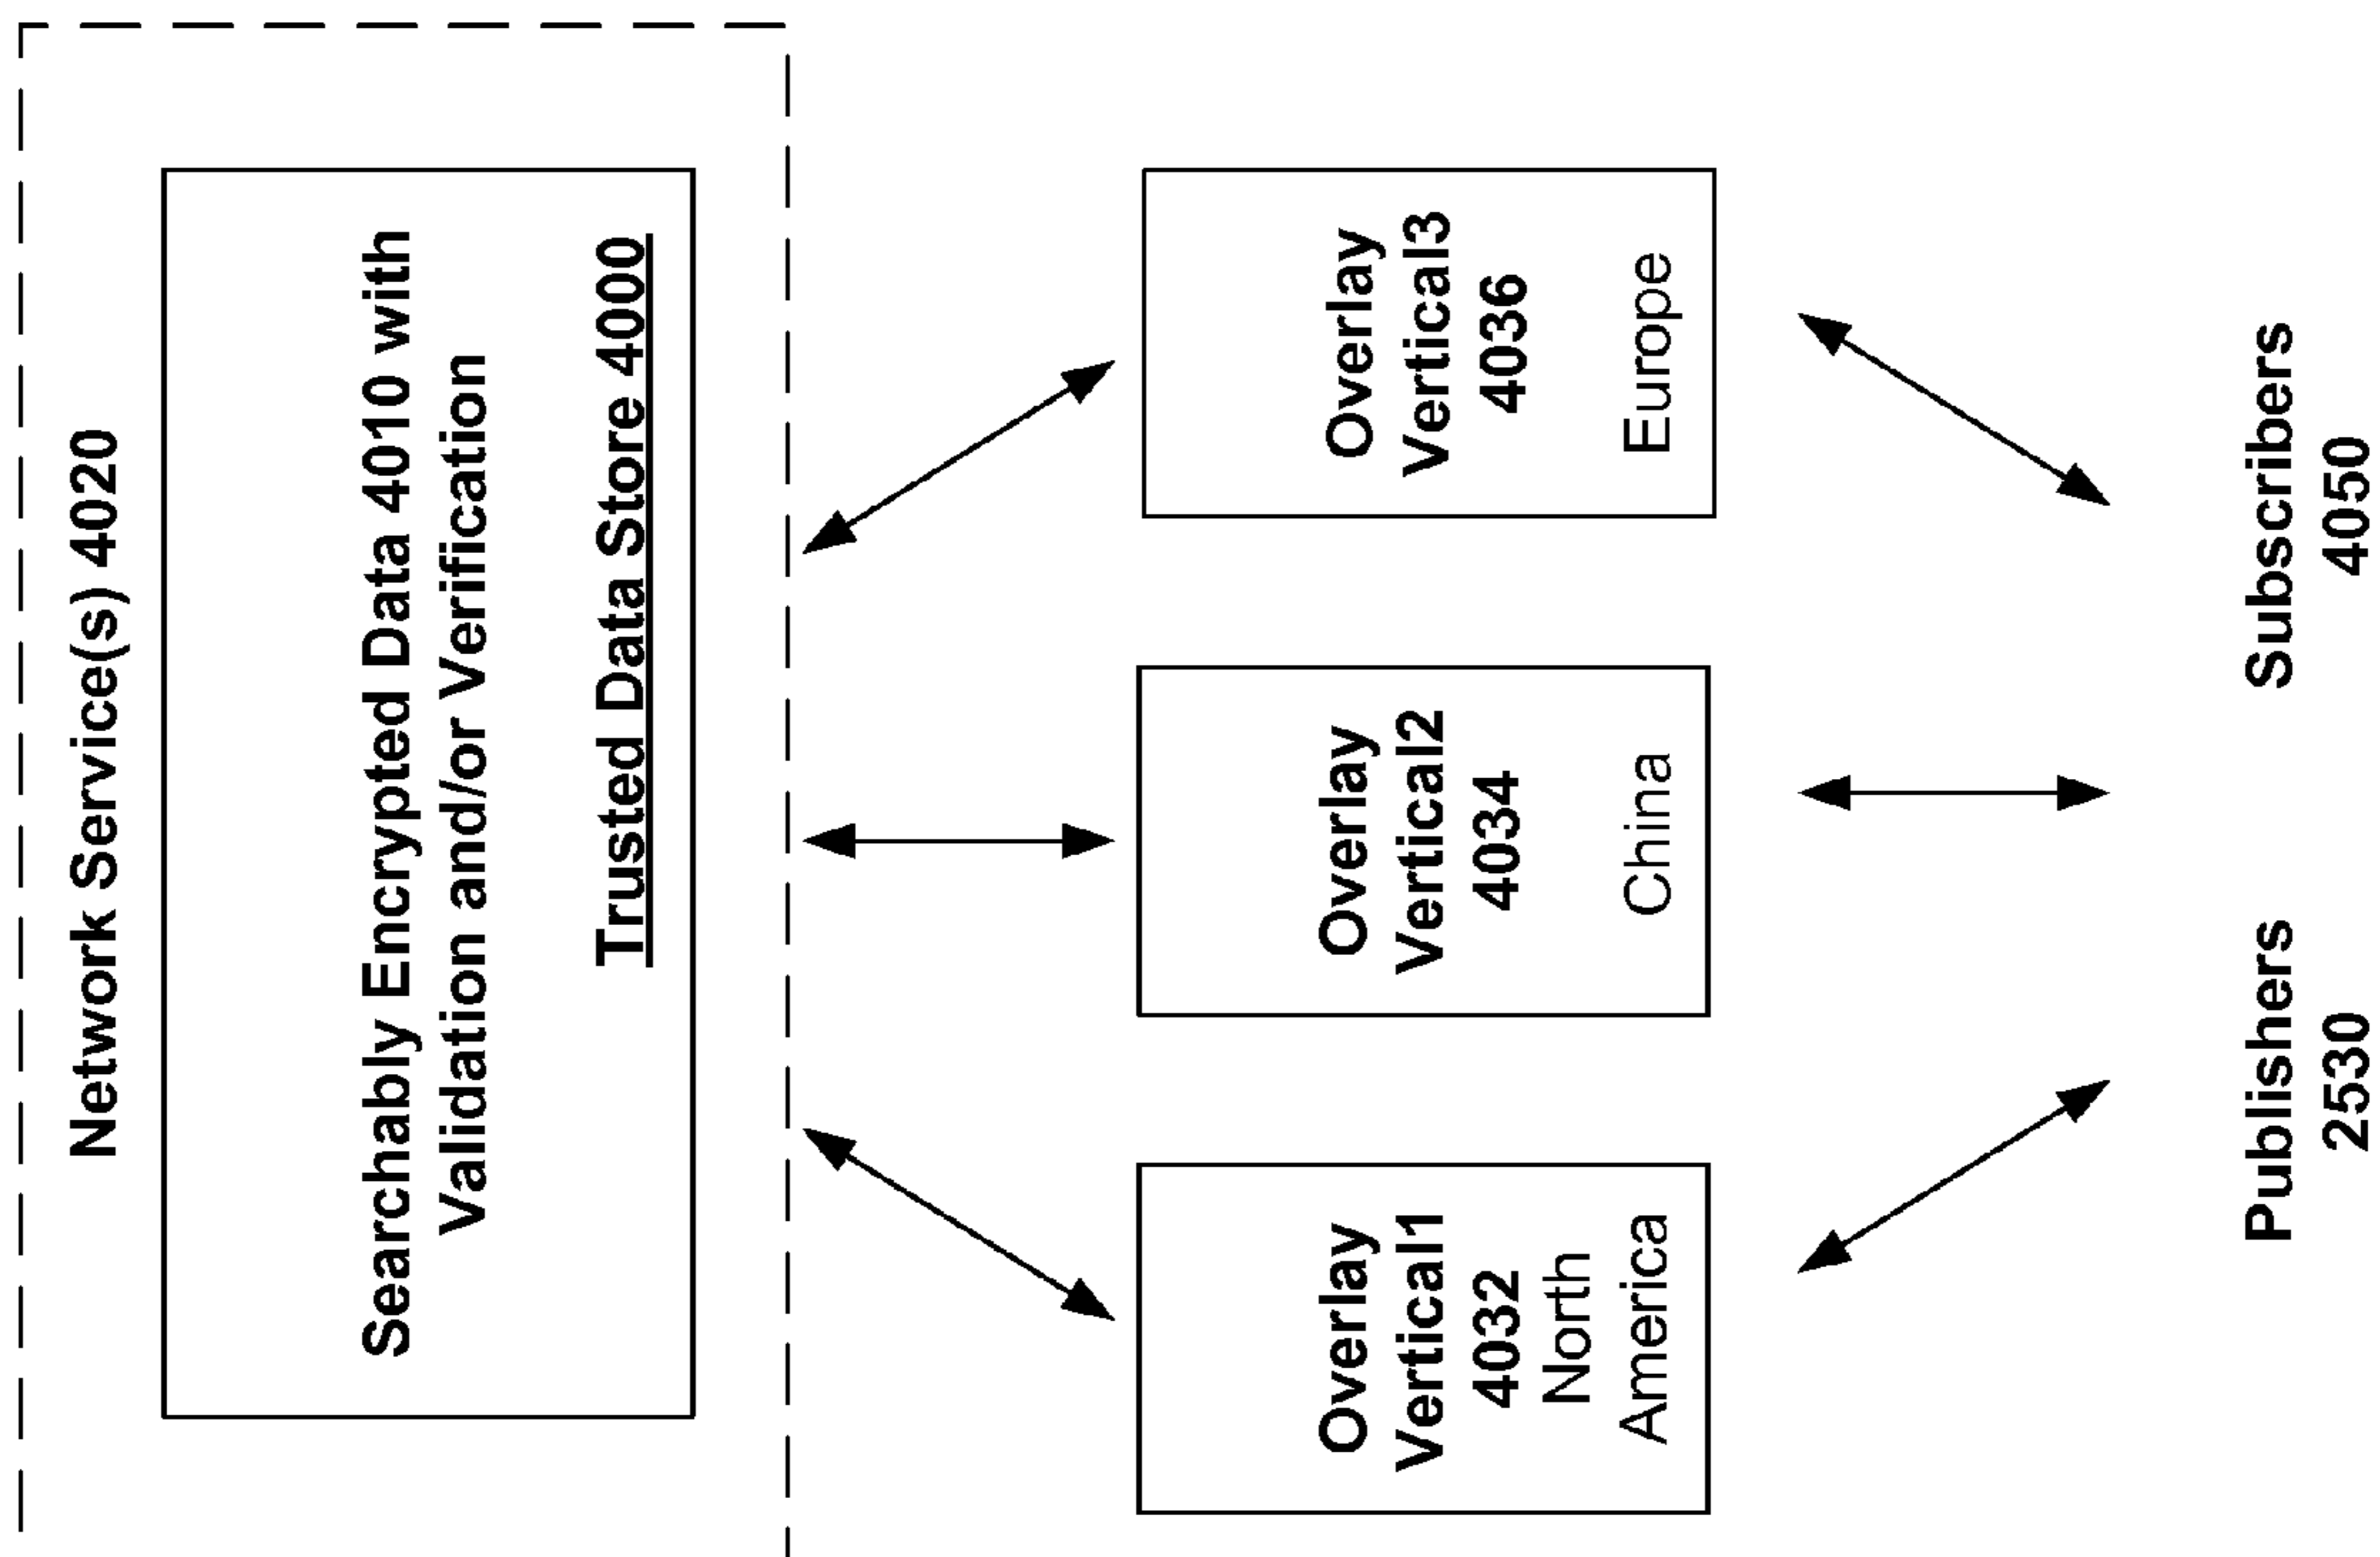 Network Service(s) 4020
Searchably Encrypted Data 4010 with
Validation and/or Verification
Trusted Data Store 4000
Overlay
Vertical1
4032
North
America
Overlay
Vertical2
4034
China
Overlay
Vertical3
4036
Europe
Publishers
2530
Subscribers
4050